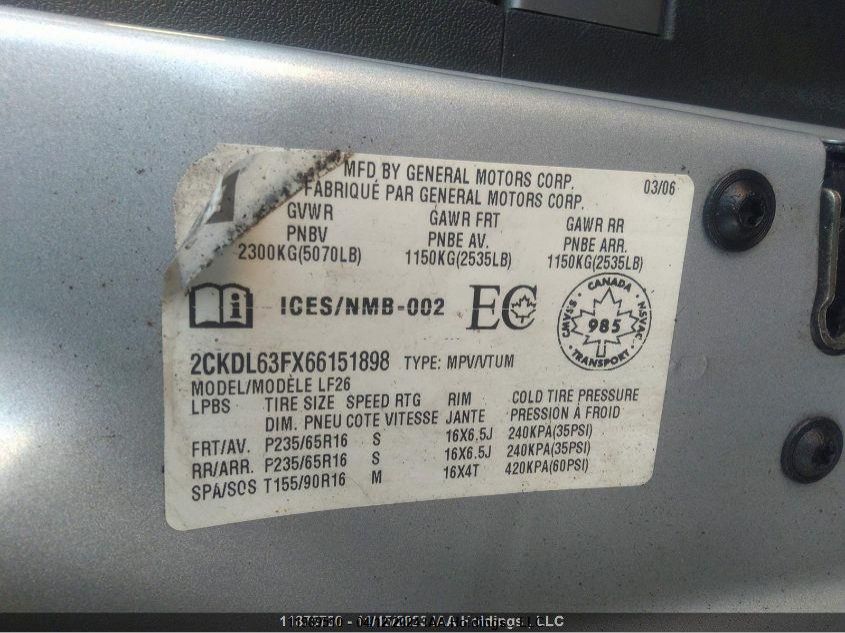 MFD BY GENERAL MOTORS CORP. 03/06
FABRIQUÉ PAR GENERAL MOTORS CORP.
GVWR GAWR FRT GAWR RR
PNBV PNBE AV. PNBE ARR.
2300KG(5070LB) 1150KG(2535LB) 1150KG(2535LB)
ICES/NMB-002 EC
CANADA
985
TRANSPORT
2CKDL63FX66151898 TYPE: MPV/VTUM
MODEL/MODÈLE LF26
LPBS TIRE SIZE SPEED RTG RIM COLD TIRE PRESSURE
DIM. PNEU COTE VITESSE JANTE PRESSION À FROID
FRT/AV. P235/65R16 S 16X6.5J 240KPA(35PSI)
RR/ARR. P235/65R16 S 16X6.5J 240KPA(35PSI)
SPA/SOS T155/90R16 M 16X4T 420KPA(60PSI)
Holdings, LLC